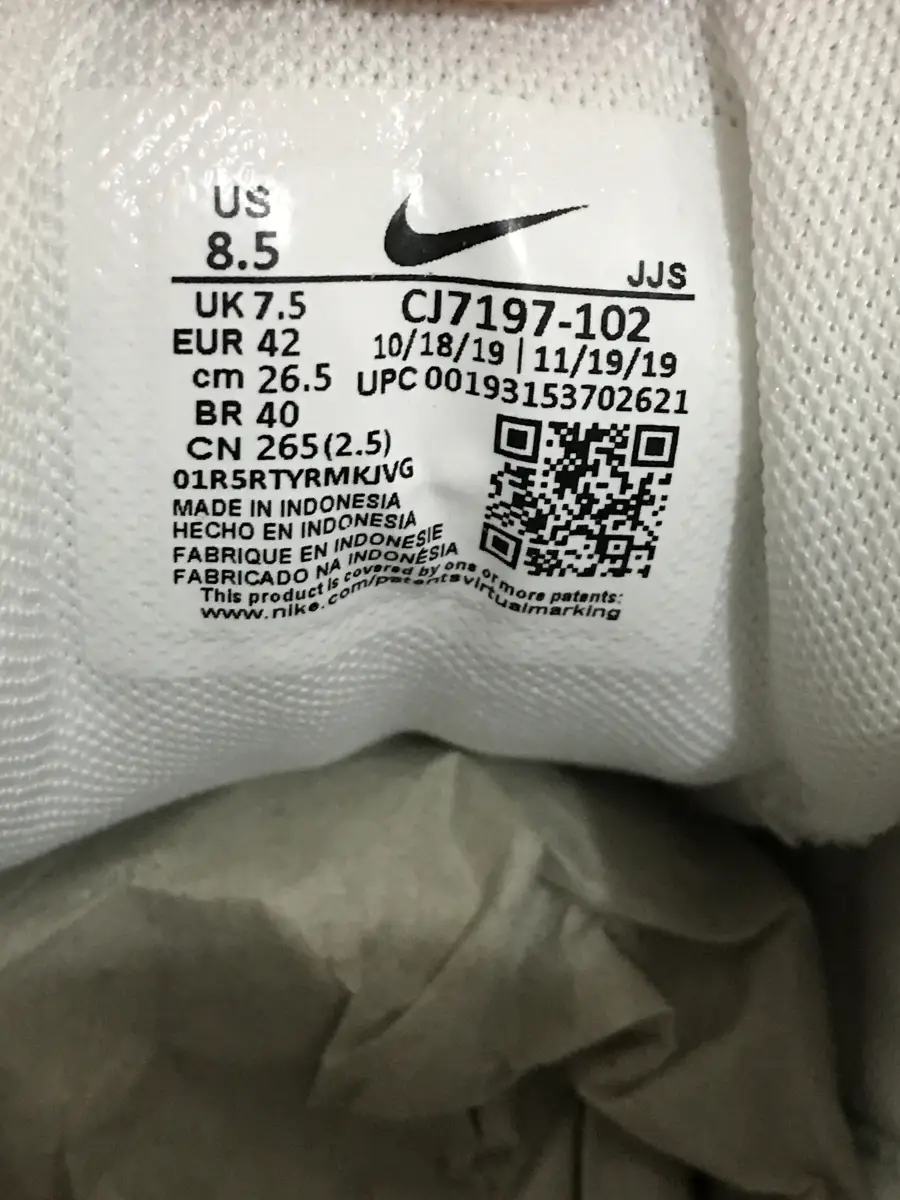 US
8.5
JJS
UK 7.5
EUR 42
cm 26.5
BR 40
CN 265(2.5)
CJ7197-102
10/18/19 | 11/19/19
UPC 00193153702621
01R5RTYRMKJVG
MADE IN INDONESIA
HECHO EN INDONESIA
FABRIQUE EN INDONESIE
FABRICADO NA INDONÉSIA
This product is covered by one or more patents:
www.nike.com/patentsvirtualmarking